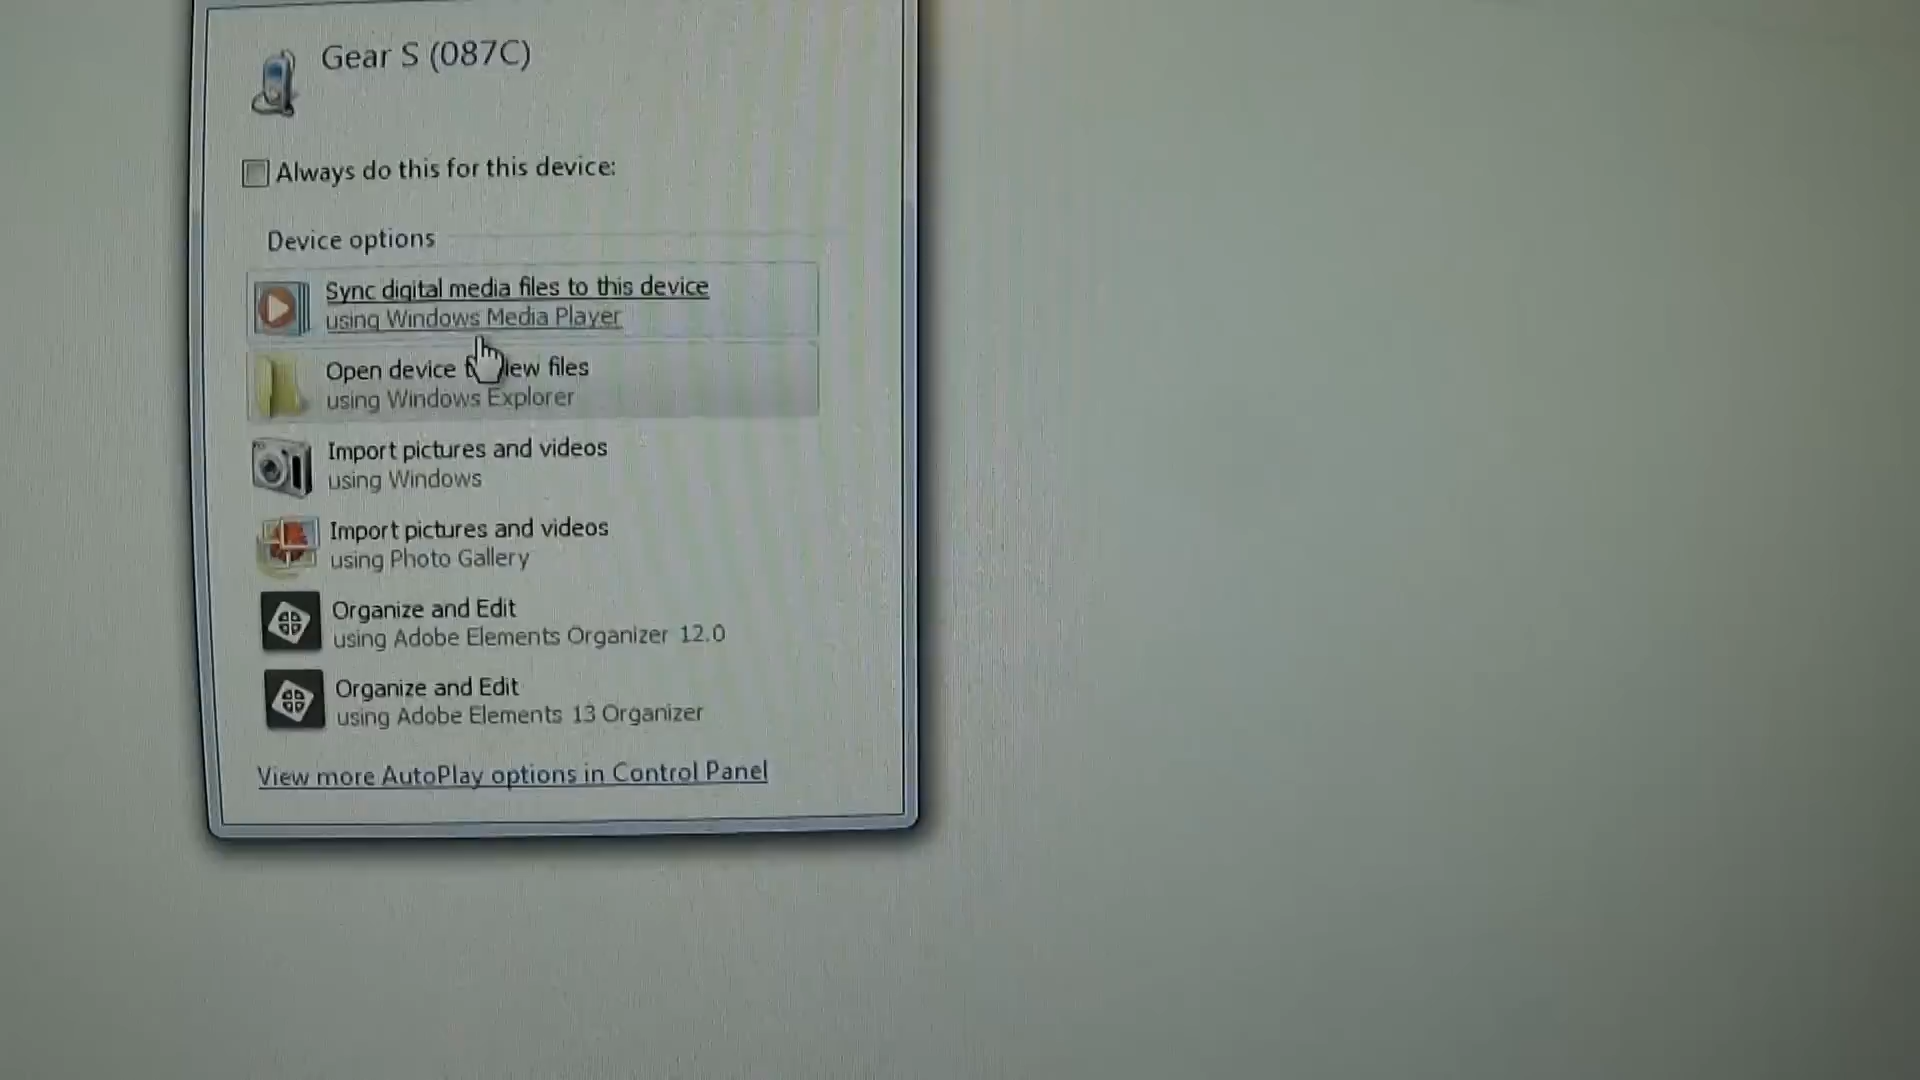 Gear S (087C)
Always do this for this device:
Device options
Sync digital media files to this device
using Windows Media Player
Open device files
using Windows Explorer
Import pictures and videos
using Windows
Import pictures and videos
using Photo Gallery
Organize and Edit
using Adobe Elements Organizer 12.0
Organize and Edit
using Adobe Elements 13 Organizer
View more AutoPlay options in Control Panel